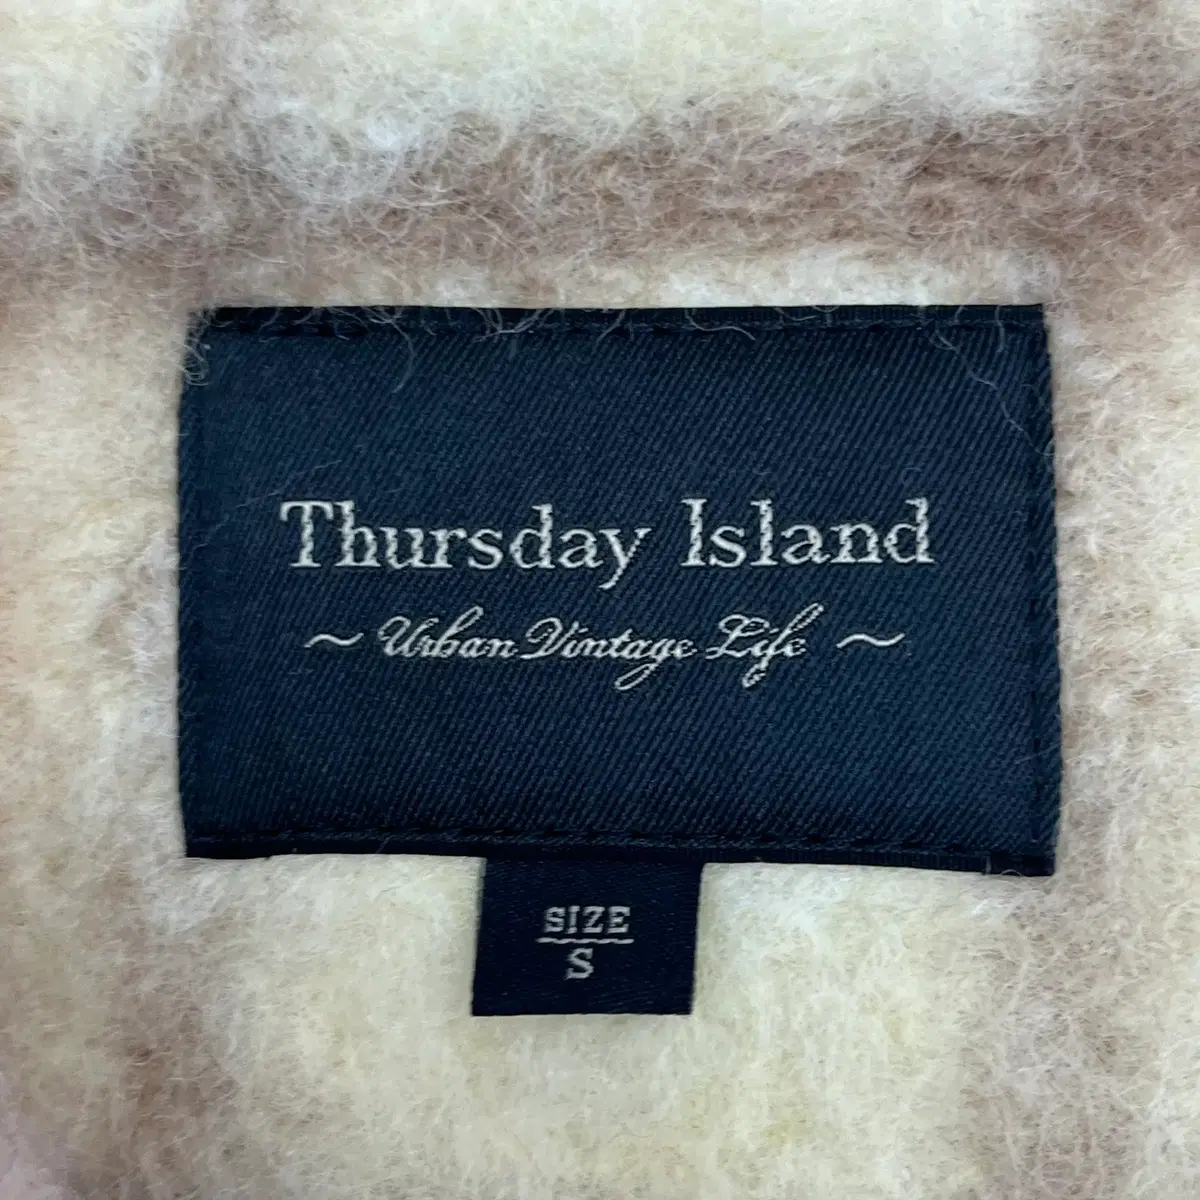 Thursday Island
~ Urban Vintage Life ~
SIZE
S